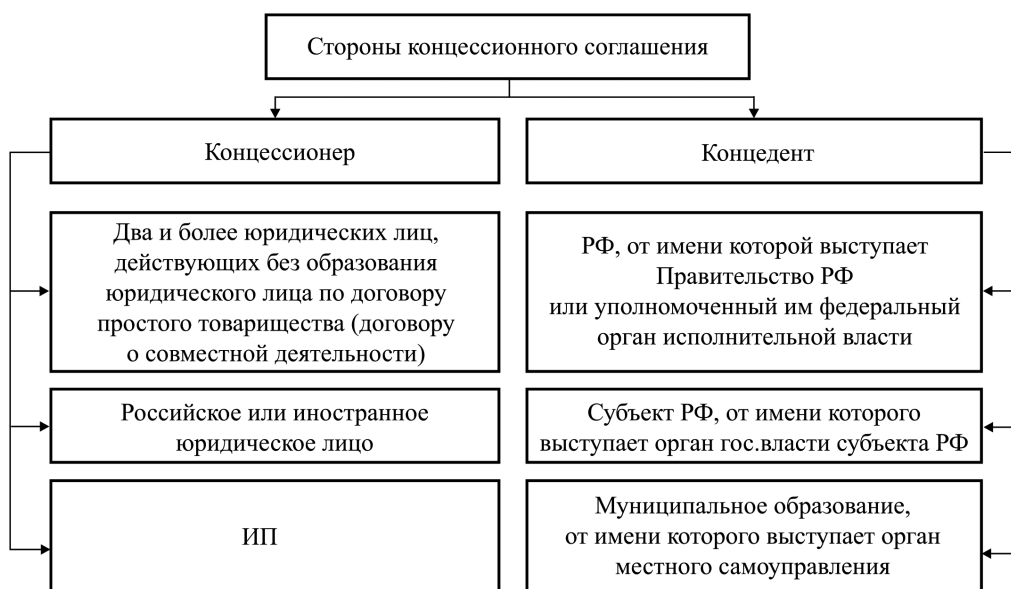 Стороны концессионного соглашения
Концессионер
Концедент
Два и более юридических лиц,
действующих без образования
юридического лица по договору
простого товарищества (договору
о совместной деятельности)
РФ, от имени которой выступает
Правительство РФ
или уполномоченный им федеральный
орган исполнительной власти
Российское или иностранное
юридическое лицо
Субъект РФ, от имени которого
выступает орган гос.власти субъекта РФ
ИП
Муниципальное образование,
от имени которого выступает орган
местного самоуправления